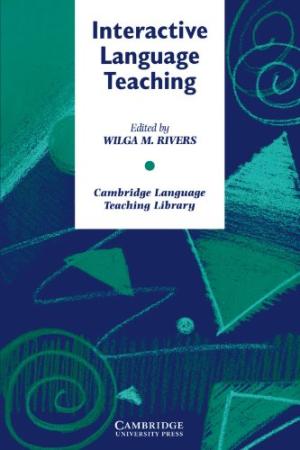 Interactive
Language
Teaching
Edited by
WILGA M. RIVERS
Cambridge Language
Teaching Library
CAMBRIDGE
UNIVERSITY PRESS